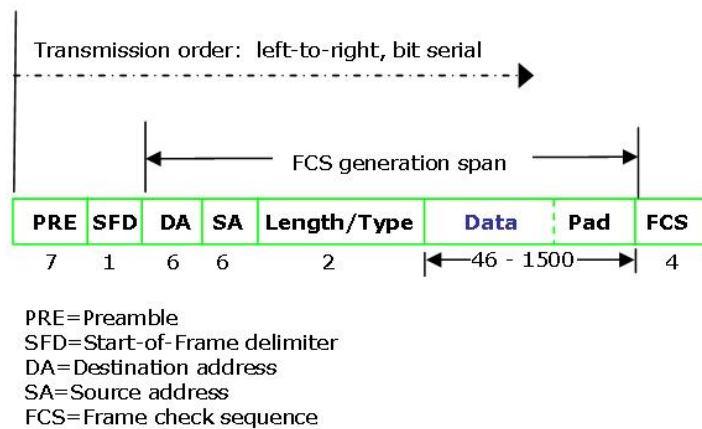 Transmission order: left-to-right, bit serial
FCS generation span
PRE SFD DA SA Length/Type Data Pad FCS
7 1 6 6 2 46 - 1500 4
PRE=Preamble
SFD=Start-of-Frame delimiter
DA=Destination address
SA=Source address
FCS=Frame check sequence